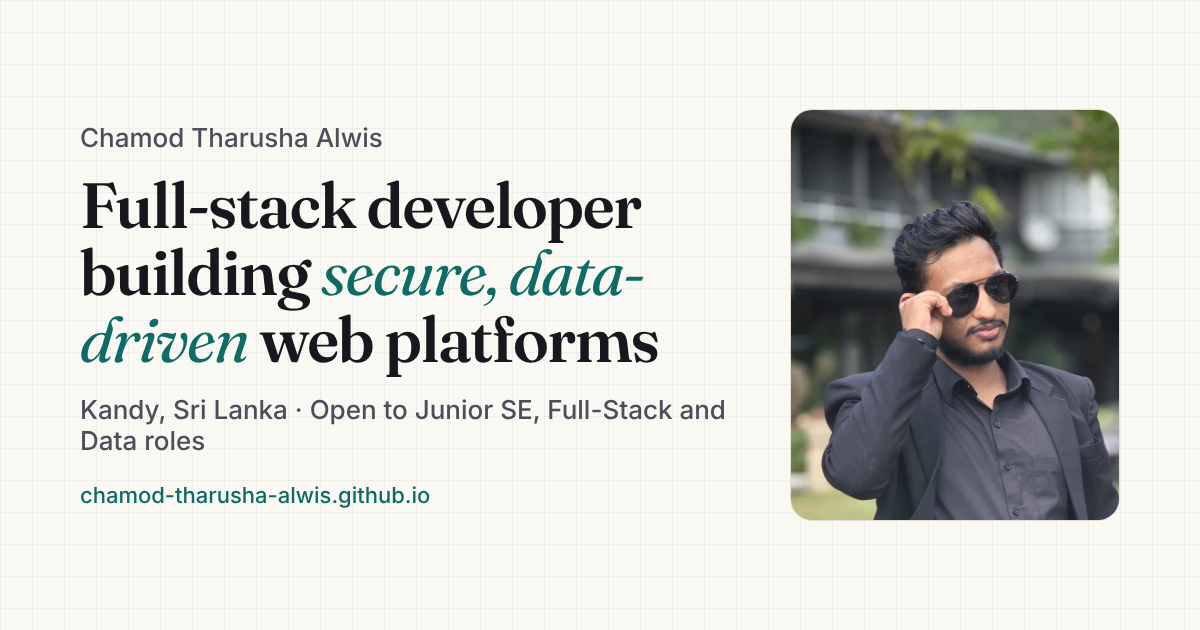 Chamod Tharusha Alwis
Full-stack developer
building secure, data-
driven web platforms
Kandy, Sri Lanka · Open to Junior SE, Full-Stack and
Data roles
chamod-tharusha-alwis.github.io